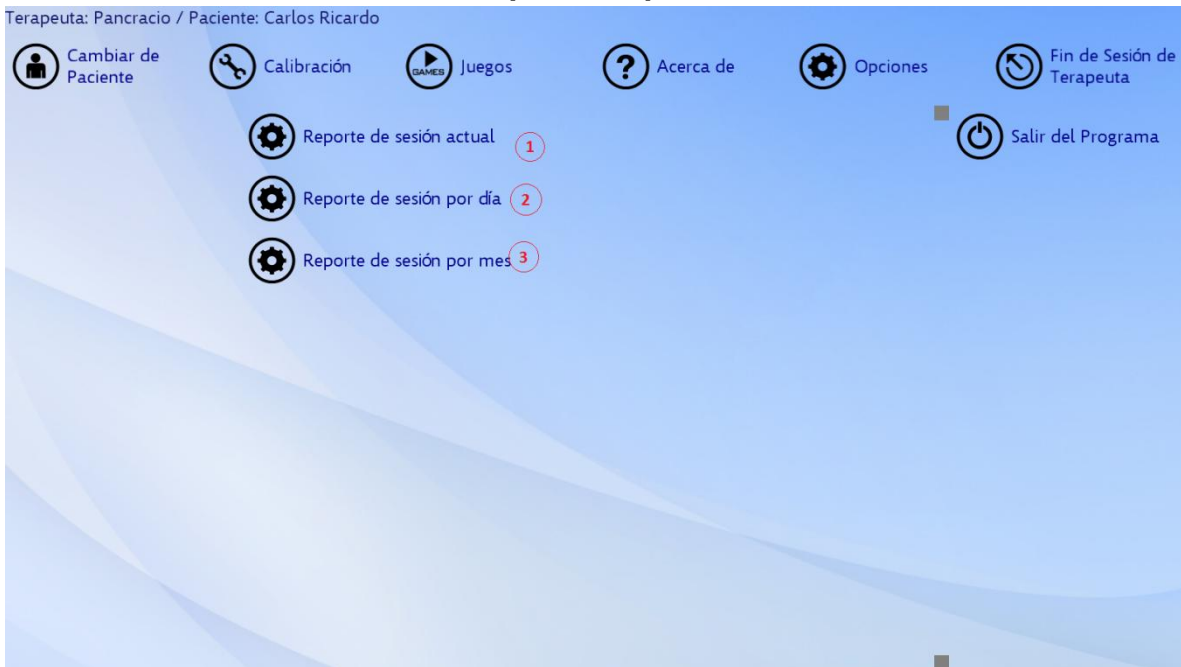 Terapeuta: Pancracio / Paciente: Carlos Ricardo
Cambiar de
Paciente
Calibración
GAMES
Juegos
?
Acerca de
Opciones
Fin de Sesión de
Terapeuta
Reporte de sesión actual 1
Salir del Programa
Reporte de sesión por día 2
Reporte de sesión por mes 3